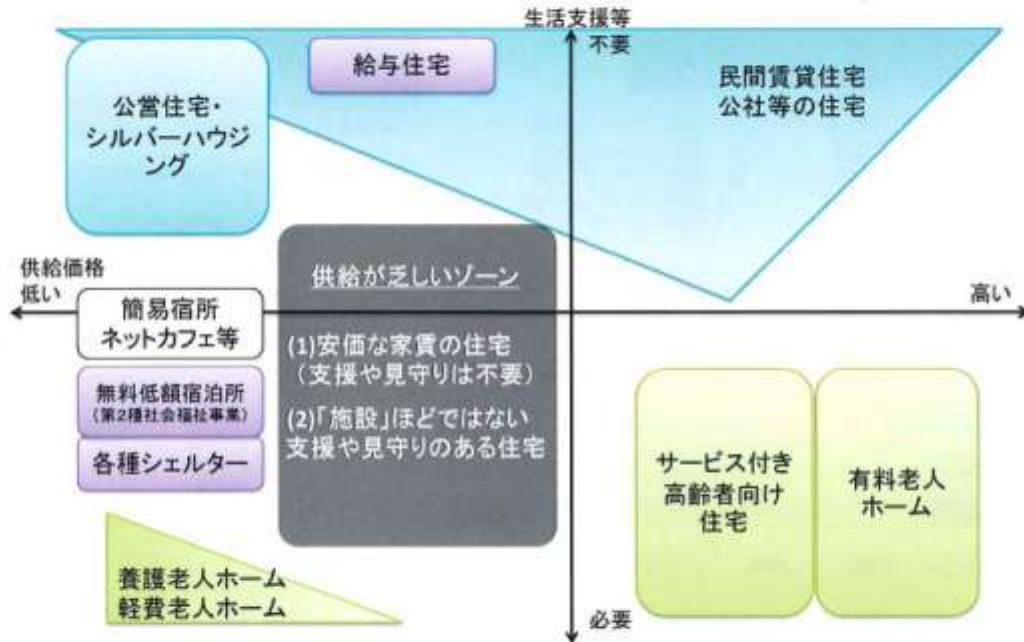 生活支援等
不要
給与住宅
公営住宅・
シルバーハウジ
ング
民間賃貸住宅
公社等の住宅
供給価格
低い
高い
供給が乏しいゾーン
(1)安価な家賃の住宅
（支援や見守りは不要）
(2)「施設」ほどではない
支援や見守りのある住宅
簡易宿所
ネットカフェ等
無料低額宿泊所
（第2種社会福祉事業）
各種シェルター
サービス付き
高齢者向け
住宅
有料老人
ホーム
養護老人ホーム
軽費老人ホーム
必要